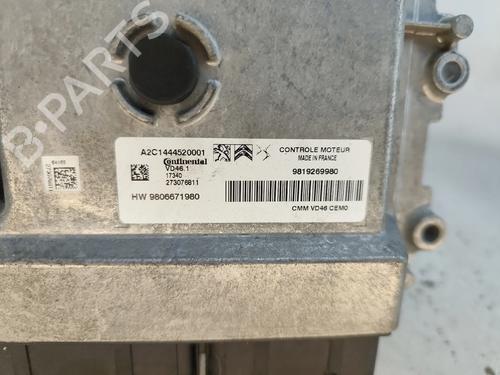 B-PARTS
A2C1444520001
Continental
VD46.1
17340
273076811
HW 9806671980
CONTROLE MOTEUR
MADE IN FRANCE
9819269980
CMM VD46 CEM0